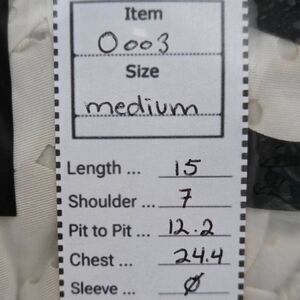 Item
0003
Size
medium
Length ... 15
Shoulder ... 7
Pit to Pit ... 12.2
Chest ... 24.4
Sleeve ... ∅